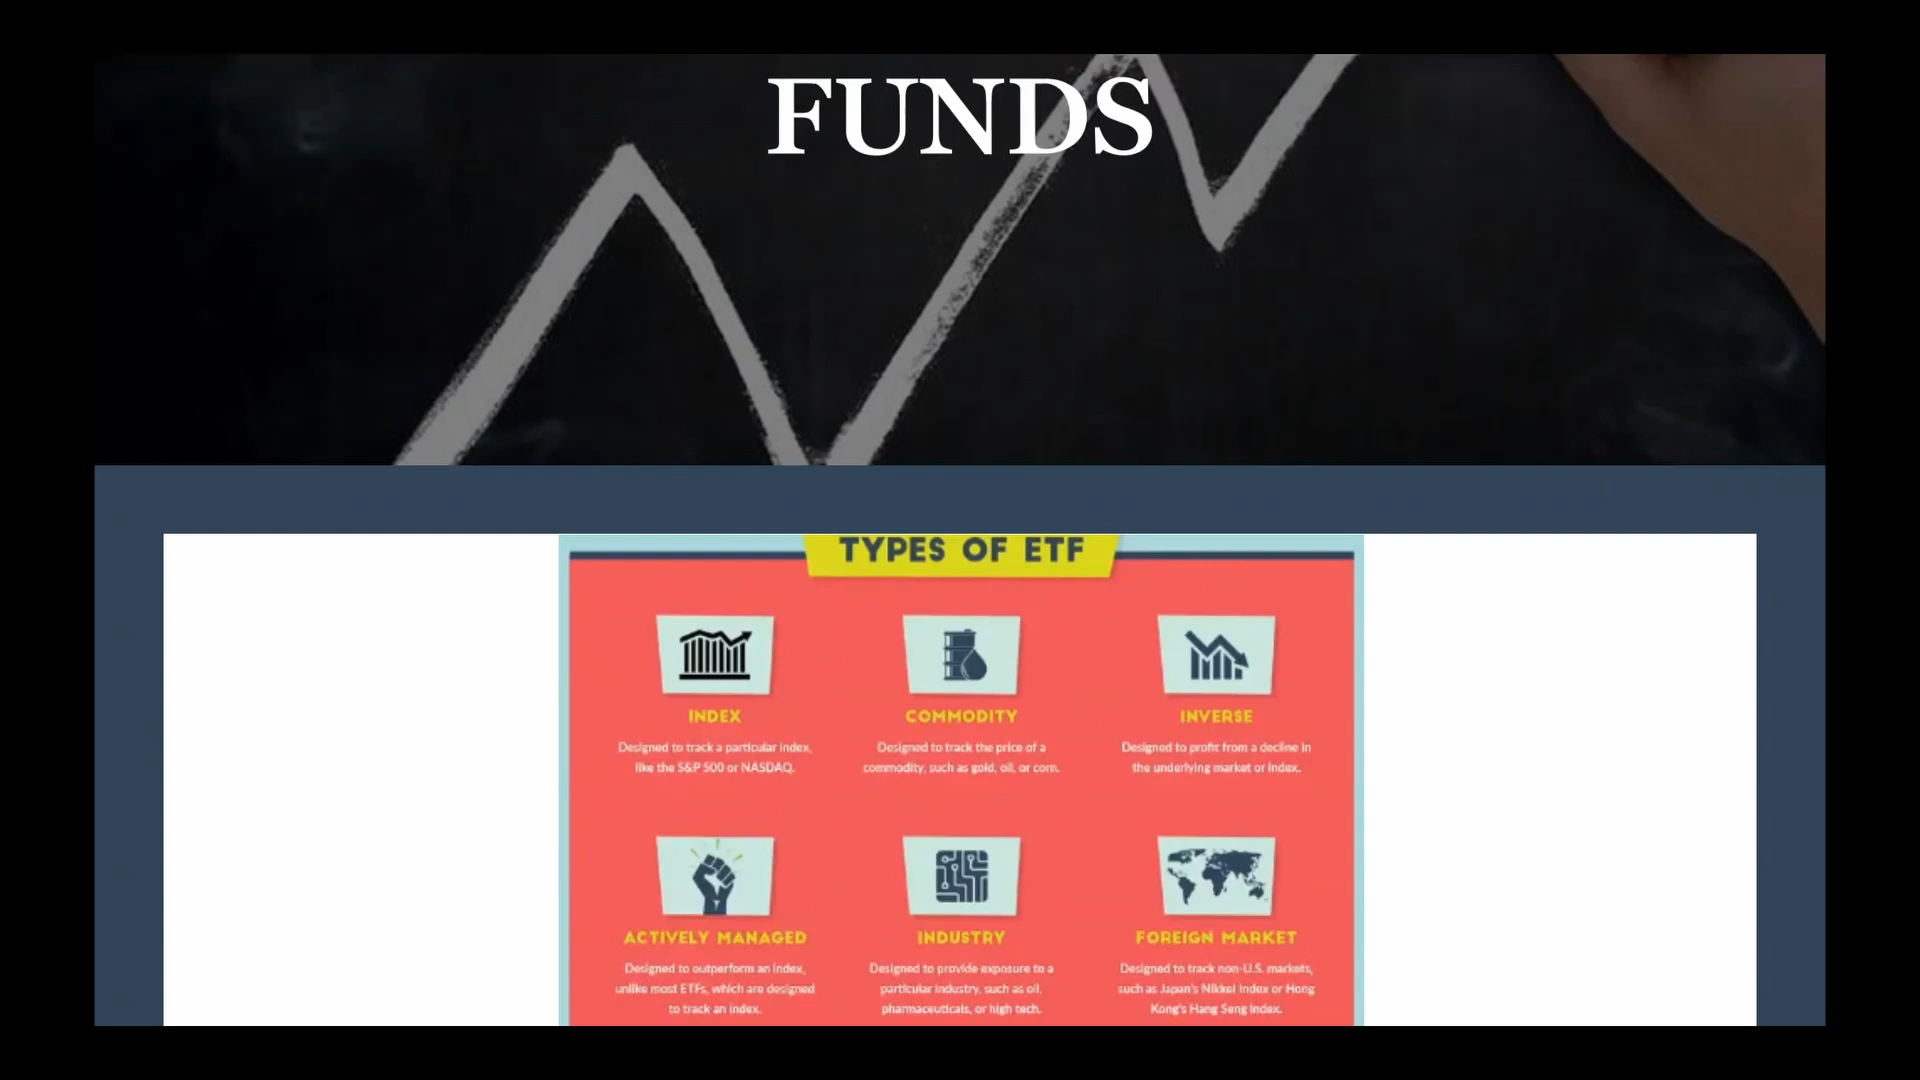 FUNDS
TYPES OF ETF
INDEX
Designed to track a particular index,
like the S&P 500 or NASDAQ.
COMMODITY
Designed to track the price of a
commodity, such as gold, oil, or corn.
INVERSE
Designed to profit from a decline in
the underlying market or index.
ACTIVELY MANAGED
Designed to outperform an index,
unlike most ETFs, which are designed
to track an index.
INDUSTRY
Designed to provide exposure to a
particular industry, such as oil,
pharmaceuticals, or high tech.
FOREIGN MARKET
Designed to track non-U.S. markets,
such as Japan's Nikkei Index or Hong
Kong's Hang Seng Index.